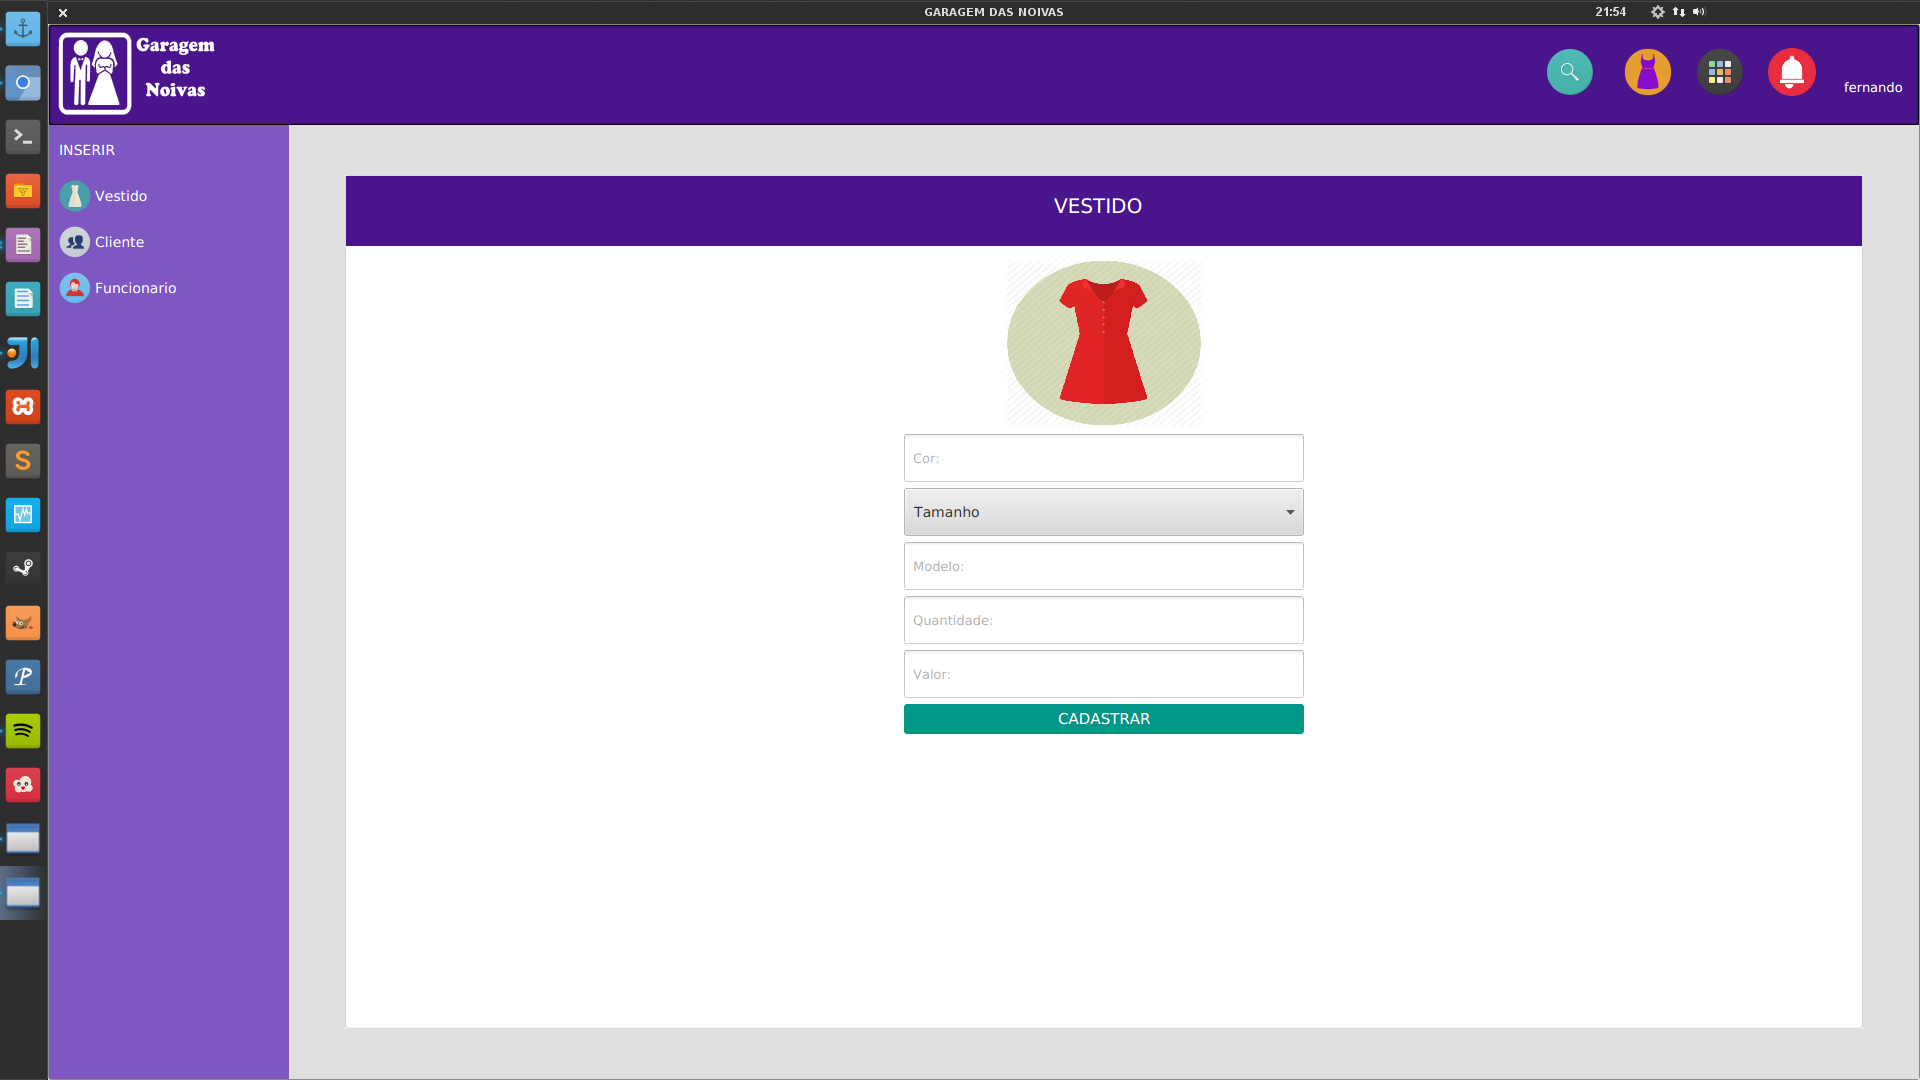 GARAGEM DAS NOIVAS
21:54
Garagem
das
Noivas
fernando
INSERIR
Vestido
Cliente
Funcionario
VESTIDO
Cor:
Tamanho
Modelo:
Quantidade:
Valor:
CADASTRAR